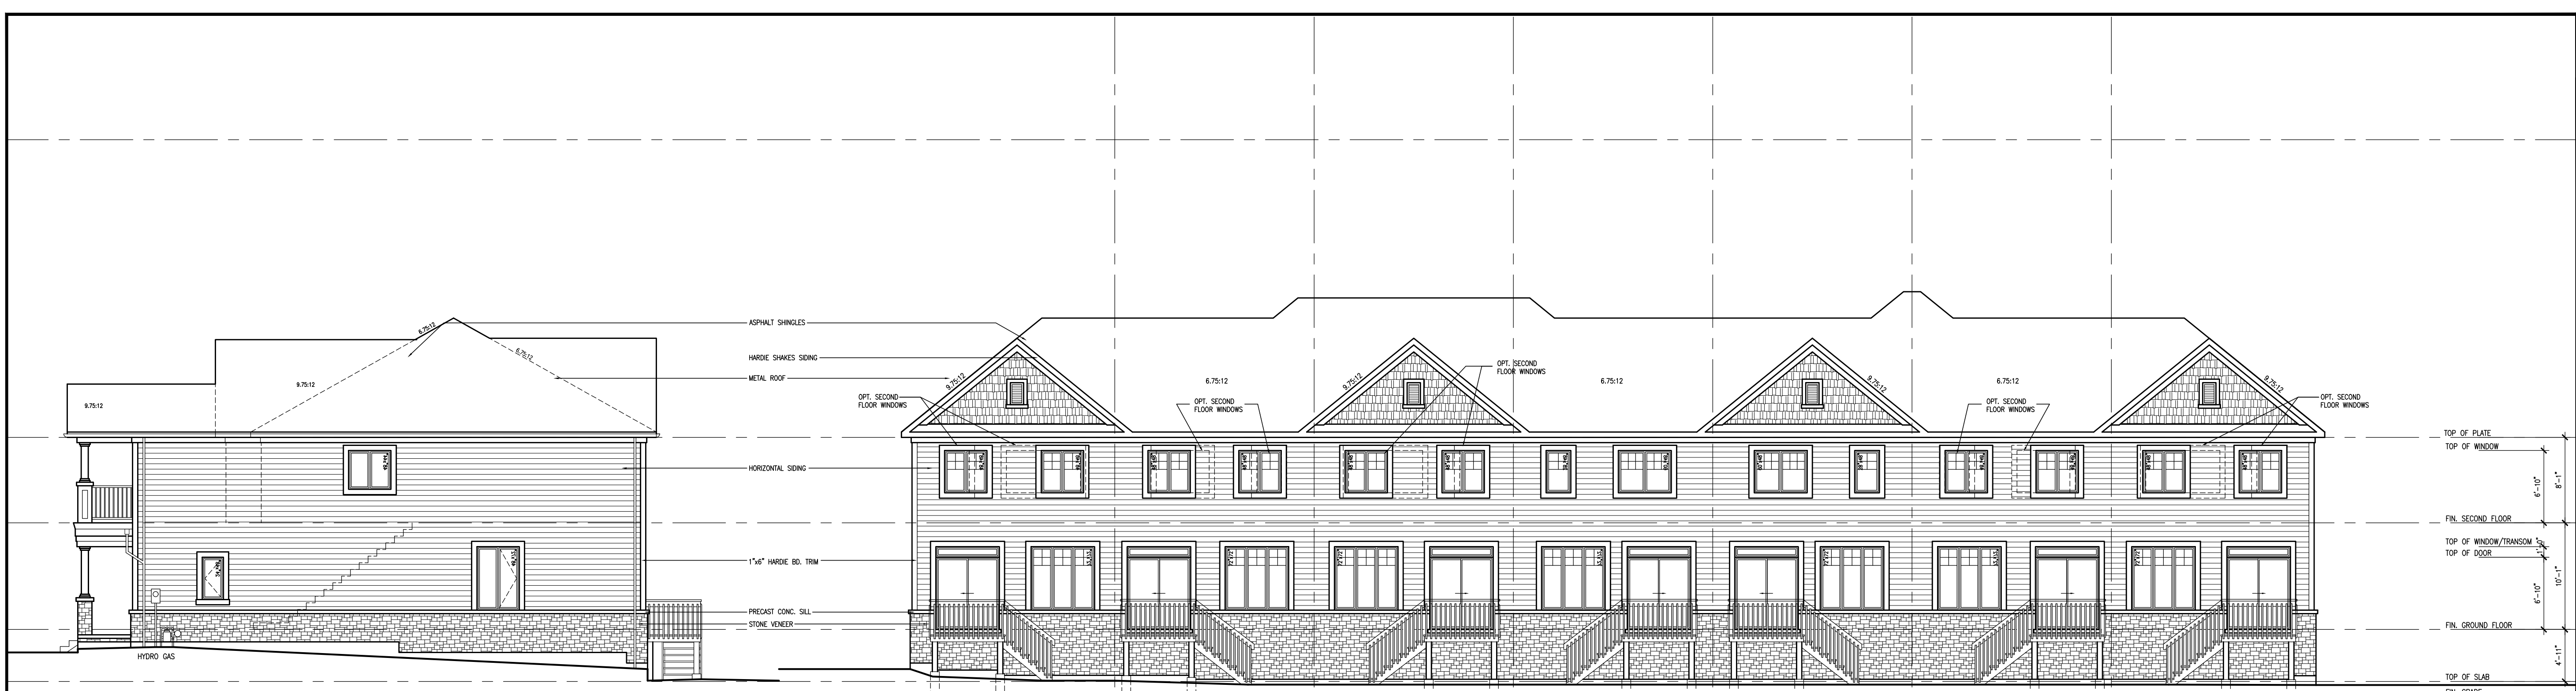 ASPHALT SHINGLES
HARDIE SHAKES SIDING
METAL ROOF
HORIZONTAL SIDING
1"x6" HARDIE BD. TRIM
PRECAST CONC. SILL
STONE VENEER
6.75:12
6.75:12
9.75:12
9.75:12
HYDRO GAS
9.75:12
6.75:12
9.75:12
6.75:12
9.75:12
6.75:12
9.75:12
OPT. SECOND
FLOOR WINDOWS
OPT. SECOND
FLOOR WINDOWS
OPT. SECOND
FLOOR WINDOWS
OPT. SECOND
FLOOR WINDOWS
OPT. SECOND
FLOOR WINDOWS
TOP OF PLATE
TOP OF WINDOW
6'-10"
8'-1"
FIN. SECOND FLOOR
TOP OF WINDOW/TRANSOM
1'-0"
TOP OF DOOR
6'-10"
10'-1"
FIN. GROUND FLOOR
4'-11"
TOP OF SLAB